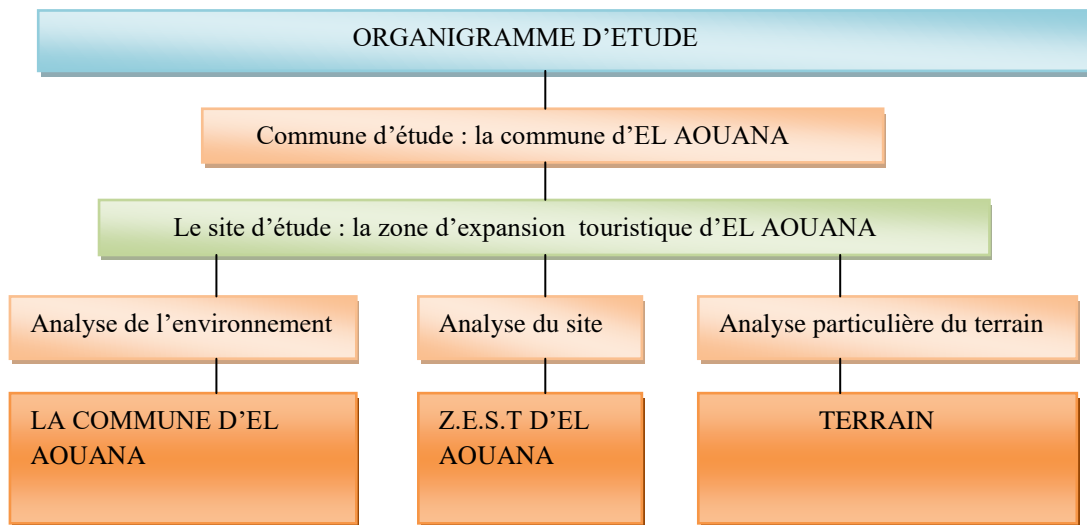 ORGANIGRAMME D’ETUDE
Commune d’étude : la commune d’EL AOUANA
Le site d’étude : la zone d’expansion touristique d’EL AOUANA
Analyse de l’environnement
Analyse du site
Analyse particulière du terrain
LA COMMUNE D’EL
AOUANA
Z.E.S.T D’EL
AOUANA
TERRAIN